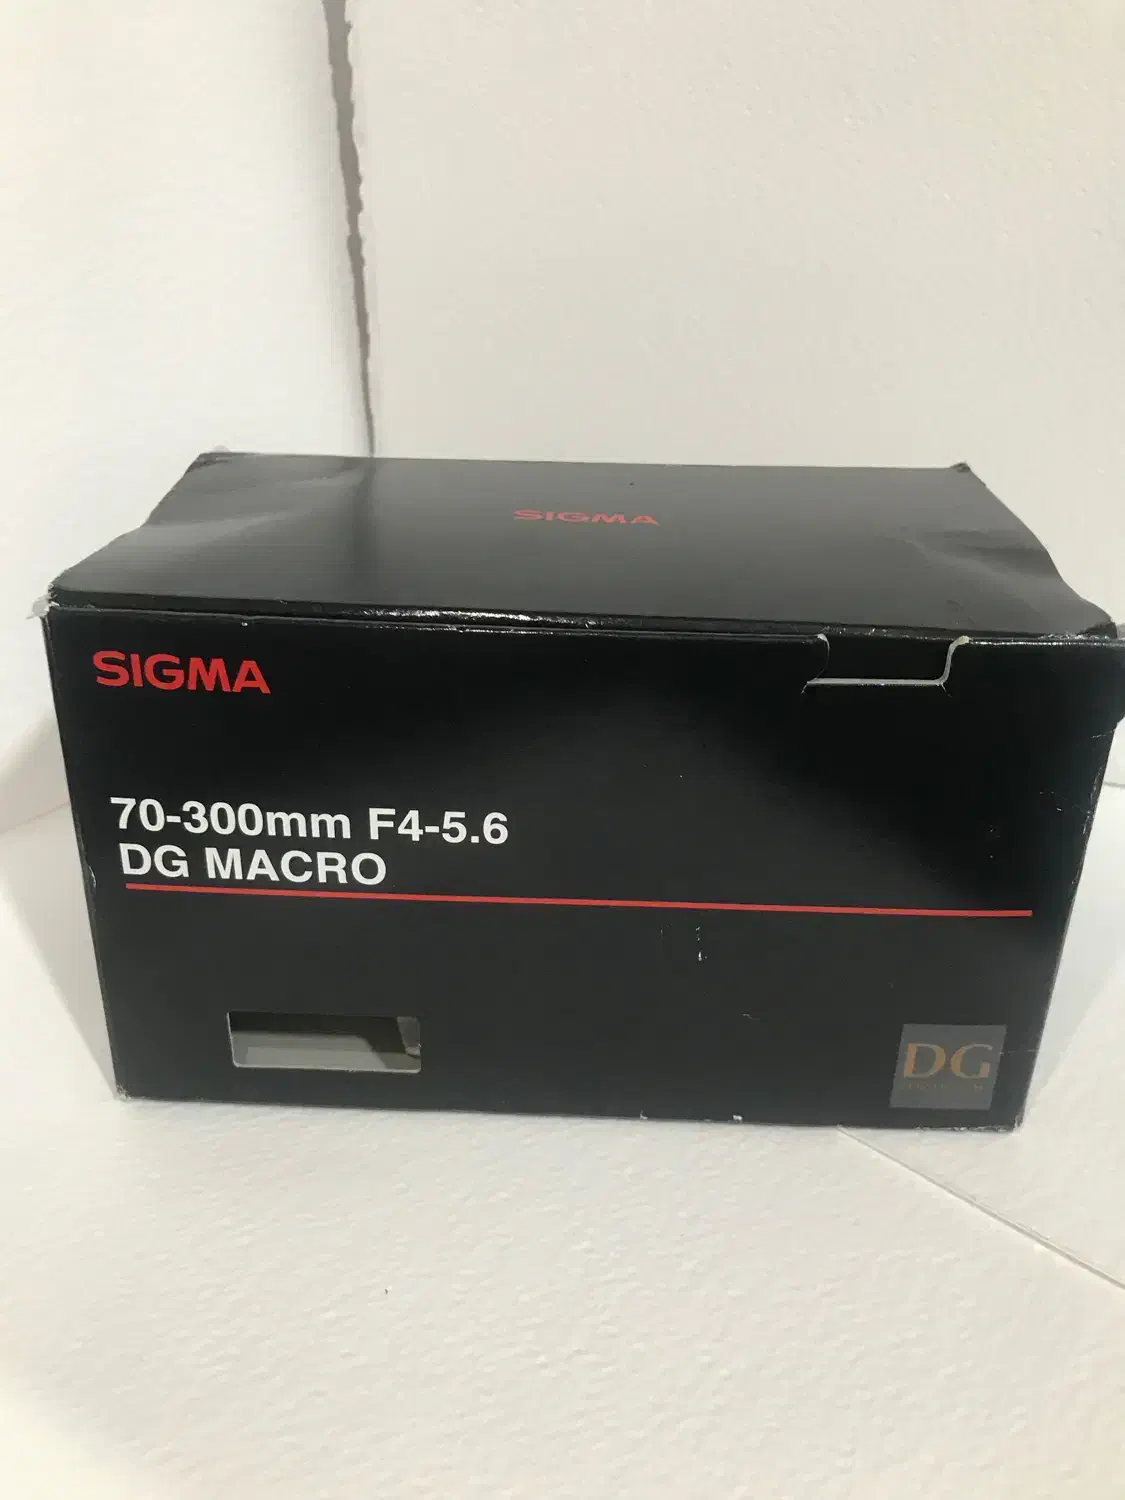 SIGMA
SIGMA
70-300mm F4-5.6
DG MACRO
DG